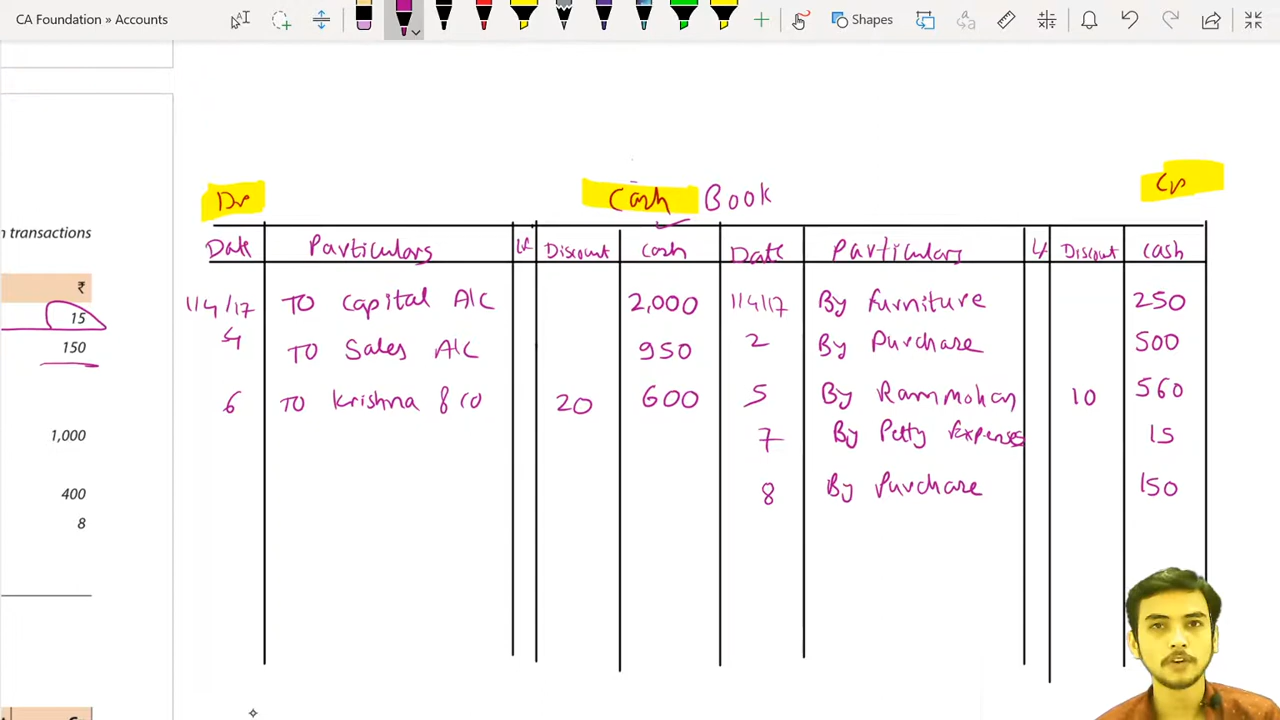 CA Foundation » Accounts
Shapes
n transactions
₹
15
150
1,000
400
8
Dr Cash Book Cr
Date Particulars LF Discount Cash Date Particulars LF Discount Cash
1/4/17 TO Capital A/C 2,000 1/4/17 By Furniture 250
4 TO Sales A/C 950 2 By Purchase 500
6 TO Krishna & CO 20 600 5 By Rammohan 10 560
7 By Petty Expenses 15
8 By Purchase 150